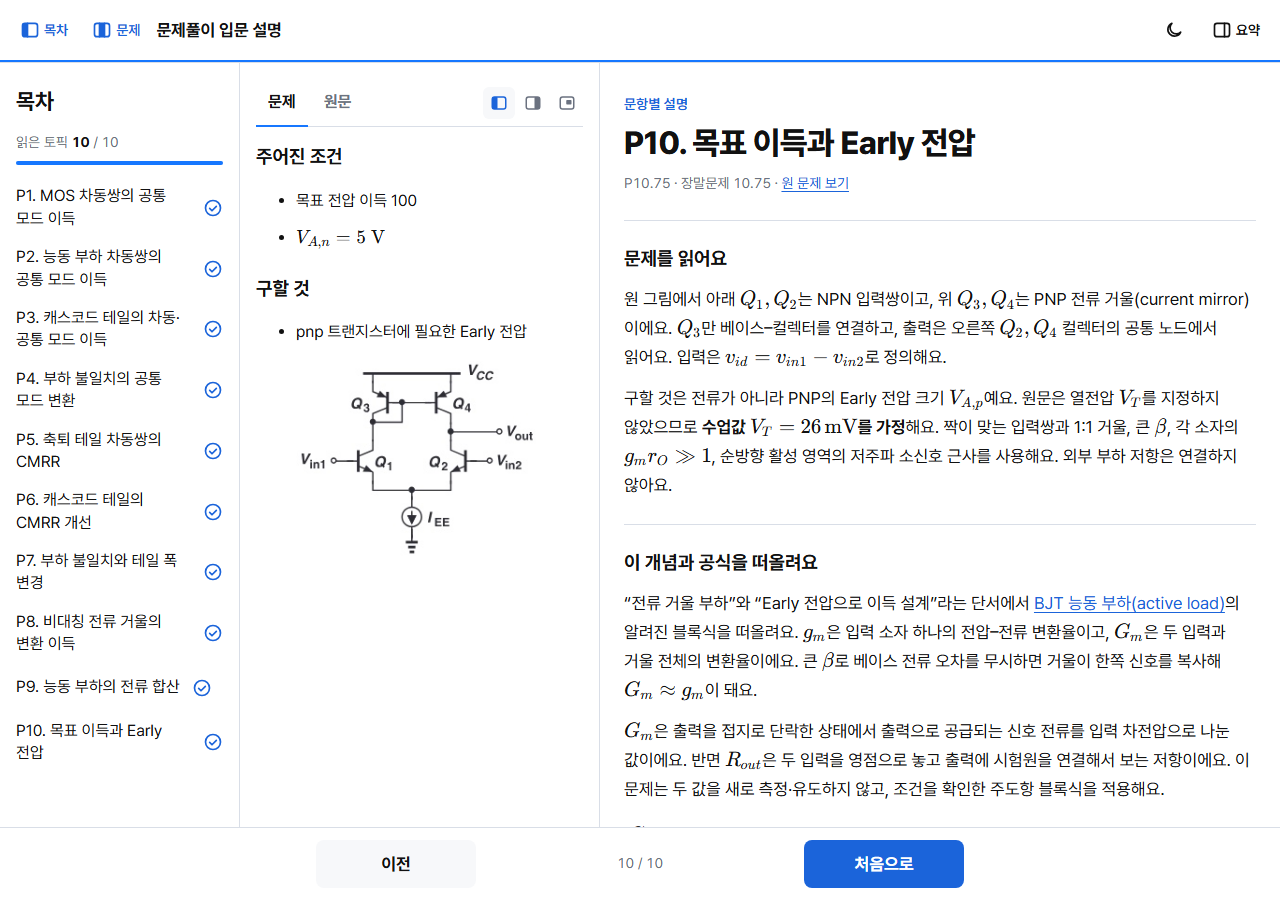 목차
문제
문제풀이 입문 설명
요약
목차
읽은 토픽 10 / 10
P1. MOS 차동쌍의 공통
모드 이득
P2. 능동 부하 차동쌍의
공통 모드 이득
P3. 캐스코드 테일의 차동·
공통 모드 이득
P4. 부하 불일치의 공통
모드 변환
P5. 축퇴 테일 차동쌍의
CMRR
P6. 캐스코드 테일의
CMRR 개선
P7. 부하 불일치와 테일 폭
변경
P8. 비대칭 전류 거울의
변환 이득
P9. 능동 부하의 전류 합산
P10. 목표 이득과 Early
전압
문제
원문
주어진 조건
• 목표 전압 이득 100
• V_{A,n} = 5 V
구할 것
• pnp 트랜지스터에 필요한 Early 전압
V_CC
Q_3
Q_4
V_out
V_in1
Q_1
Q_2
V_in2
I_EE
문항별 설명
P10. 목표 이득과 Early 전압
P10.75 · 장말문제 10.75 · 원 문제 보기
문제를 읽어요
원 그림에서 아래 Q_1, Q_2는 NPN 입력쌍이고, 위 Q_3, Q_4는 PNP 전류 거울(current mirror)
이에요. Q_3만 베이스–컬렉터를 연결하고, 출력은 오른쪽 Q_2, Q_4 컬렉터의 공통 노드에서
읽어요. 입력은 v_{id} = v_{in1} − v_{in2}로 정의해요.
구할 것은 전류가 아니라 PNP의 Early 전압 크기 V_{A,p}예요. 원문은 열전압 V_T를 지정하지
않았으므로 수업값 V_T = 26 mV를 가정해요. 짝이 맞는 입력쌍과 1:1 거울, 큰 β, 각 소자의
g_m r_O ≫ 1, 순방향 활성 영역의 저주파 소신호 근사를 사용해요. 외부 부하 저항은 연결하지
않아요.
이 개념과 공식을 떠올려요
“전류 거울 부하”와 “Early 전압으로 이득 설계”라는 단서에서 BJT 능동 부하(active load)의
알려진 블록식을 떠올려요. g_m은 입력 소자 하나의 전압–전류 변환율이고, G_m은 두 입력과
거울 전체의 변환율이에요. 큰 β로 베이스 전류 오차를 무시하면 거울이 한쪽 신호를 복사해
G_m ≈ g_m이 돼요.
G_m은 출력을 접지로 단락한 상태에서 출력으로 공급되는 신호 전류를 입력 차전압으로 나눈
값이에요. 반면 R_{out}은 두 입력을 영점으로 놓고 출력에 시험원을 연결해서 보는 저항이에요. 이
문제는 두 값을 새로 측정·유도하지 않고, 조건을 확인한 주도항 블록식을 적용해요.
이전
10 / 10
처음으로